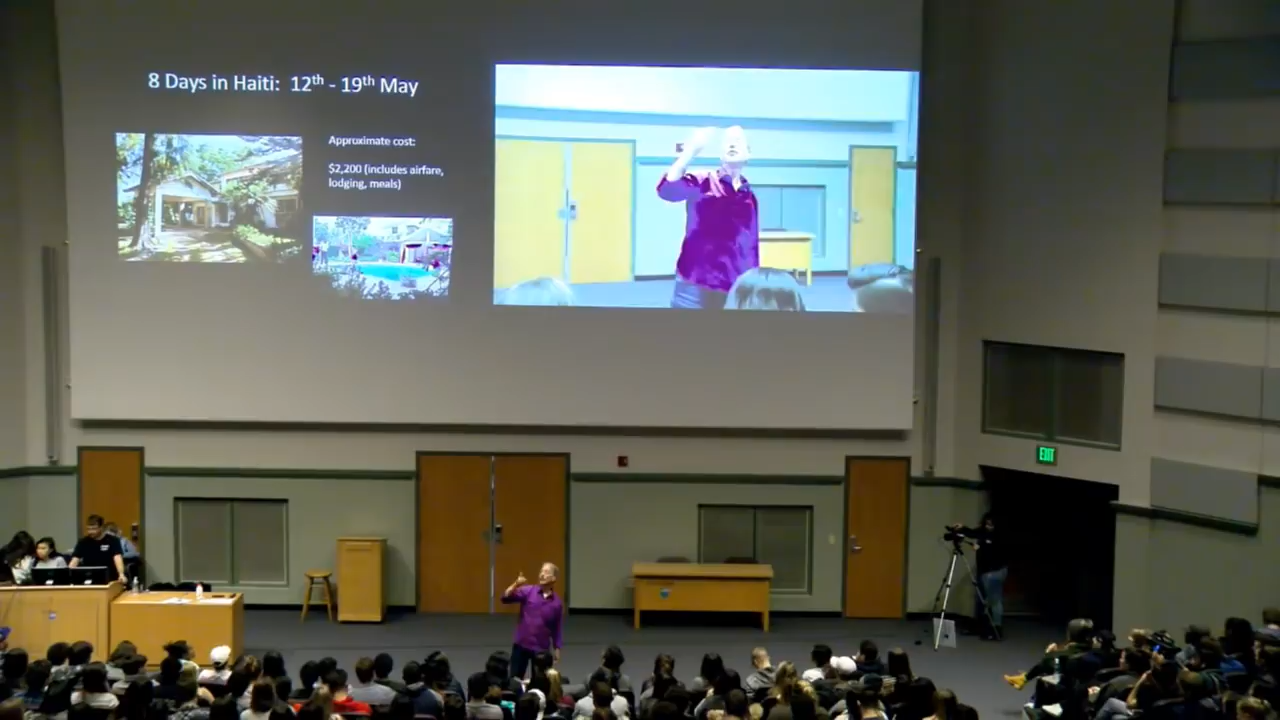 8 Days in Haiti: 12th - 19th May
Approximate cost:
$2,200 (includes airfare,
lodging, meals)
EXIT